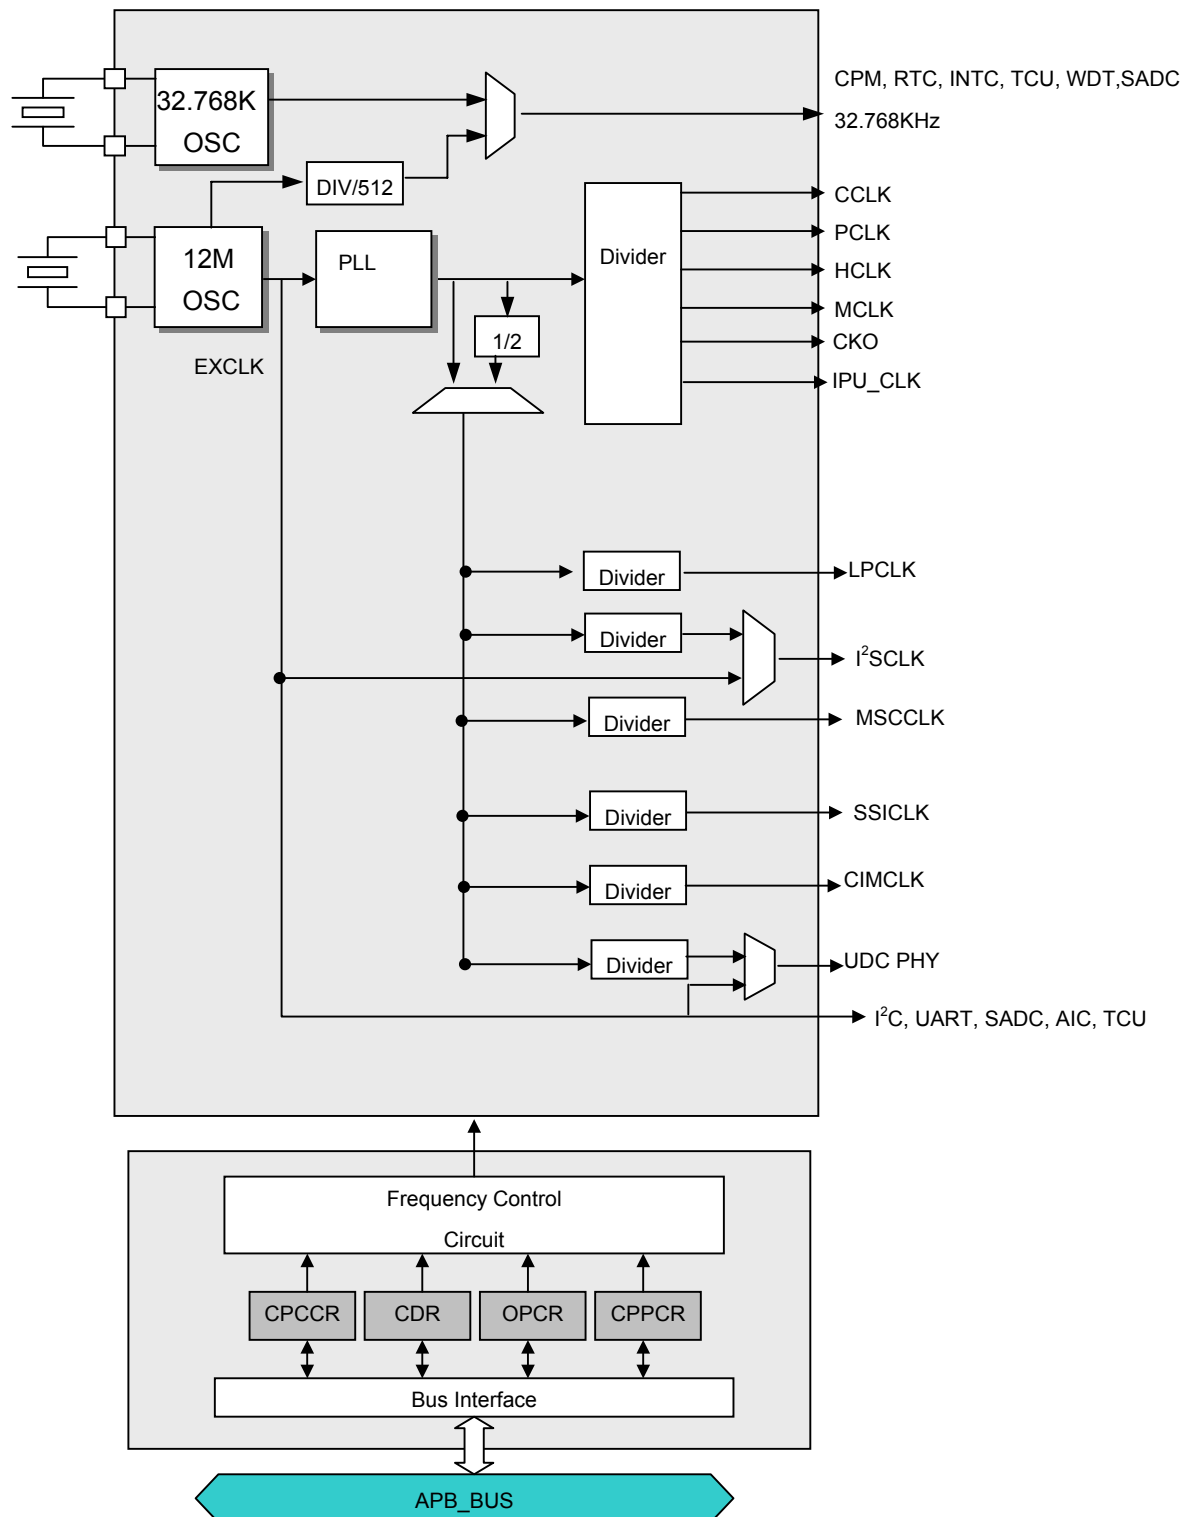 CPM, RTC, INTC, TCU, WDT,SADC
32.768KHz
32.768K
OSC
DIV/512
CCLK
PCLK
HCLK
MCLK
CKO
IPU_CLK
Divider
12M
OSC
PLL
1/2
EXCLK
Divider
LPCLK
Divider
I²SCLK
Divider
MSCCLK
Divider
SSICLK
Divider
CIMCLK
Divider
UDC PHY
I²C, UART, SADC, AIC, TCU
Frequency Control
Circuit
CPCCR
CDR
OPCR
CPPCR
Bus Interface
APB_BUS